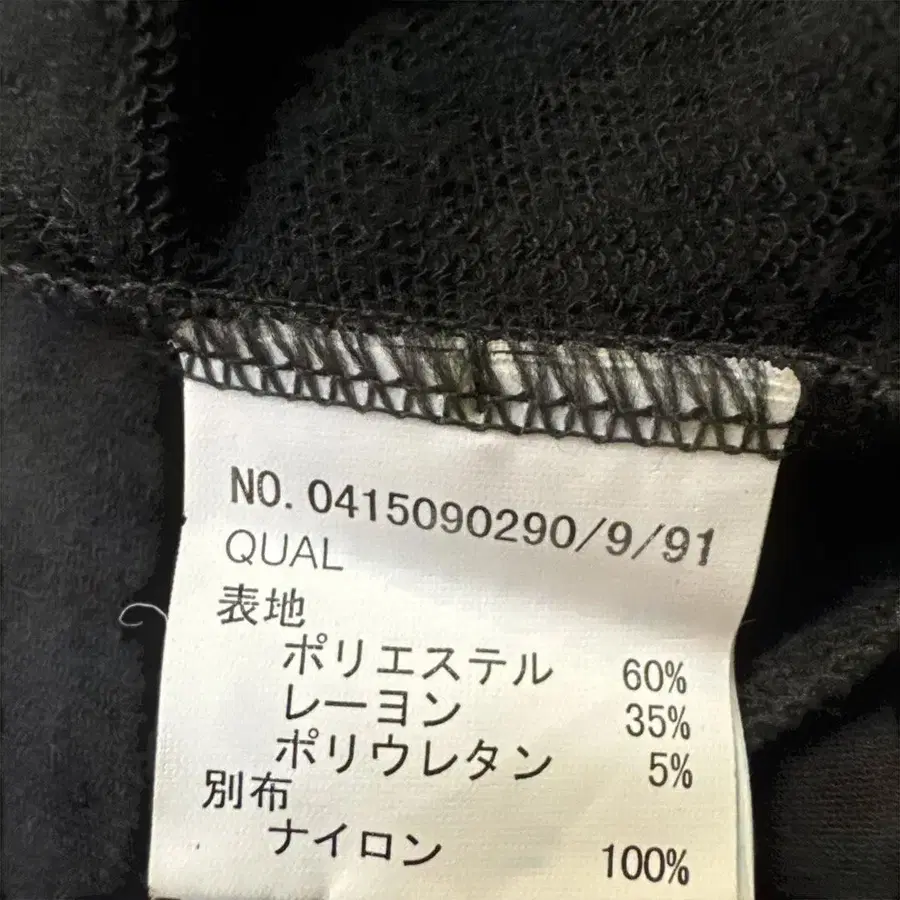 NO. 0415090290/9/91
QUAL
表地
ポリエステル 60%
レーヨン 35%
ポリウレタン 5%
別布
ナイロン 100%